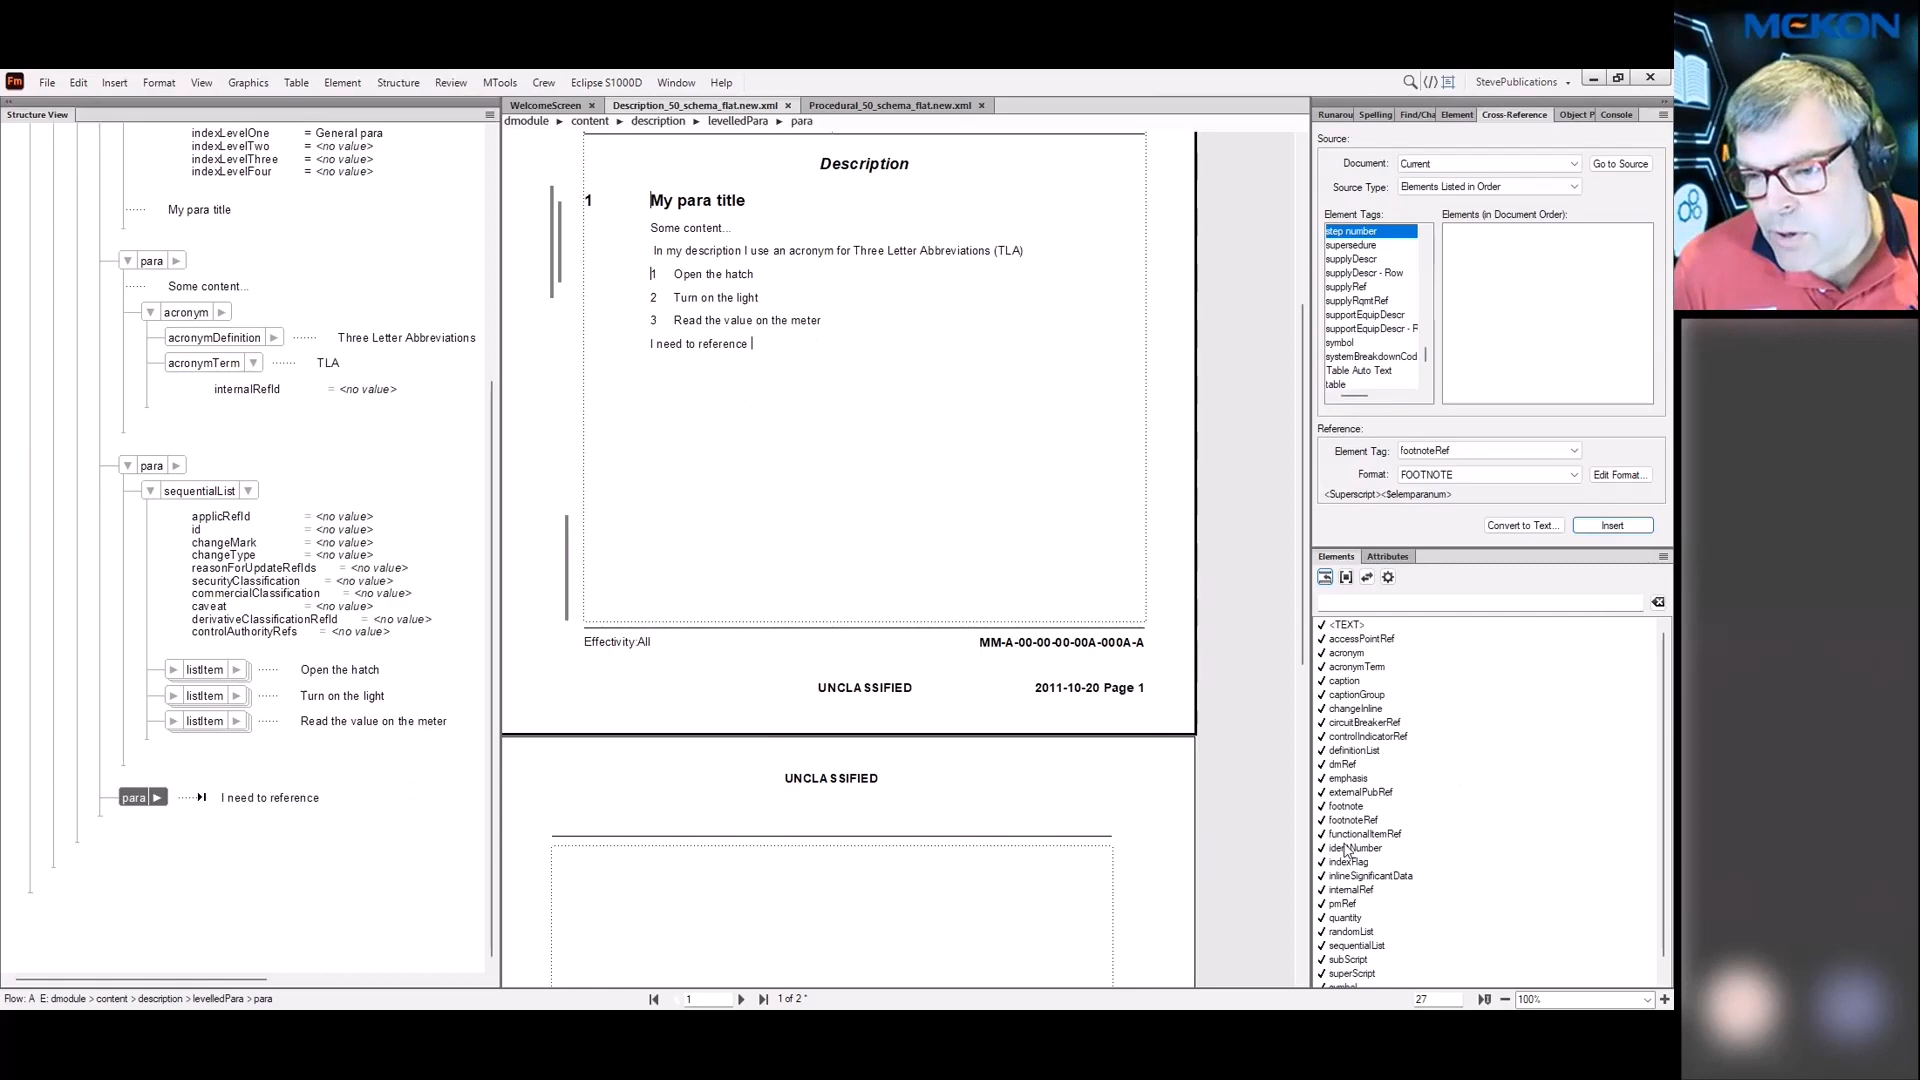 MEKON
Fm File Edit Insert Format View Graphics Table Element Structure Review MTools Crew Eclipse S1000D Window Help StevePublications
Structure View
WelcomeScreen Description_50_schema_flat.new.xml Procedural_50_schema_flat.new.xml
dmodule ▸ content ▸ description ▸ levelledPara ▸ para
indexLevelOne = General para
indexLevelTwo = <no value>
indexLevelThree = <no value>
indexLevelFour = <no value>
My para title
para
Some content...
acronym
acronymDefinition Three Letter Abbreviations
acronymTerm TLA
internalRefId = <no value>
para
sequentialList
applicRefId = <no value>
id = <no value>
changeMark = <no value>
changeType = <no value>
reasonForUpdateRefIds = <no value>
securityClassification = <no value>
commercialClassification = <no value>
caveat = <no value>
derivativeClassificationRefId = <no value>
controlAuthorityRefs = <no value>
listItem Open the hatch
listItem Turn on the light
listItem Read the value on the meter
para I need to reference
Flow: A E: dmodule > content > description > levelledPara > para
Description
1 My para title
Some content...
In my description I use an acronym for Three Letter Abbreviations (TLA)
1 Open the hatch
2 Turn on the light
3 Read the value on the meter
I need to reference
Effectivity:All MM-A-00-00-00-00A-000A-A
UNCLASSIFIED 2011-10-20 Page 1
UNCLASSIFIED
1 1 of 2 * 27 100%
Runarou Spelling Find/Cha Element Cross-Reference Object P Console
Source:
Document: Current Go to Source
Source Type: Elements Listed in Order
Element Tags: Elements (in Document Order):
step number
supersedure
supplyDescr
supplyDescr - Row
supplyRef
supplyRqmtRef
supportEquipDescr
supportEquipDescr - F
symbol
systemBreakdownCod
Table Auto Text
table
Reference:
Element Tag: footnoteRef
Format: FOOTNOTE Edit Format...
<Superscript><$elemparanum>
Convert to Text... Insert
Elements Attributes
<TEXT>
accessPointRef
acronym
acronymTerm
caption
captionGroup
changeInline
circuitBreakerRef
controlIndicatorRef
definitionList
dmRef
emphasis
externalPubRef
footnote
footnoteRef
functionalItemRef
identNumber
indexFlag
inlineSignificantData
internalRef
pmRef
quantity
randomList
sequentialList
subScript
superScript